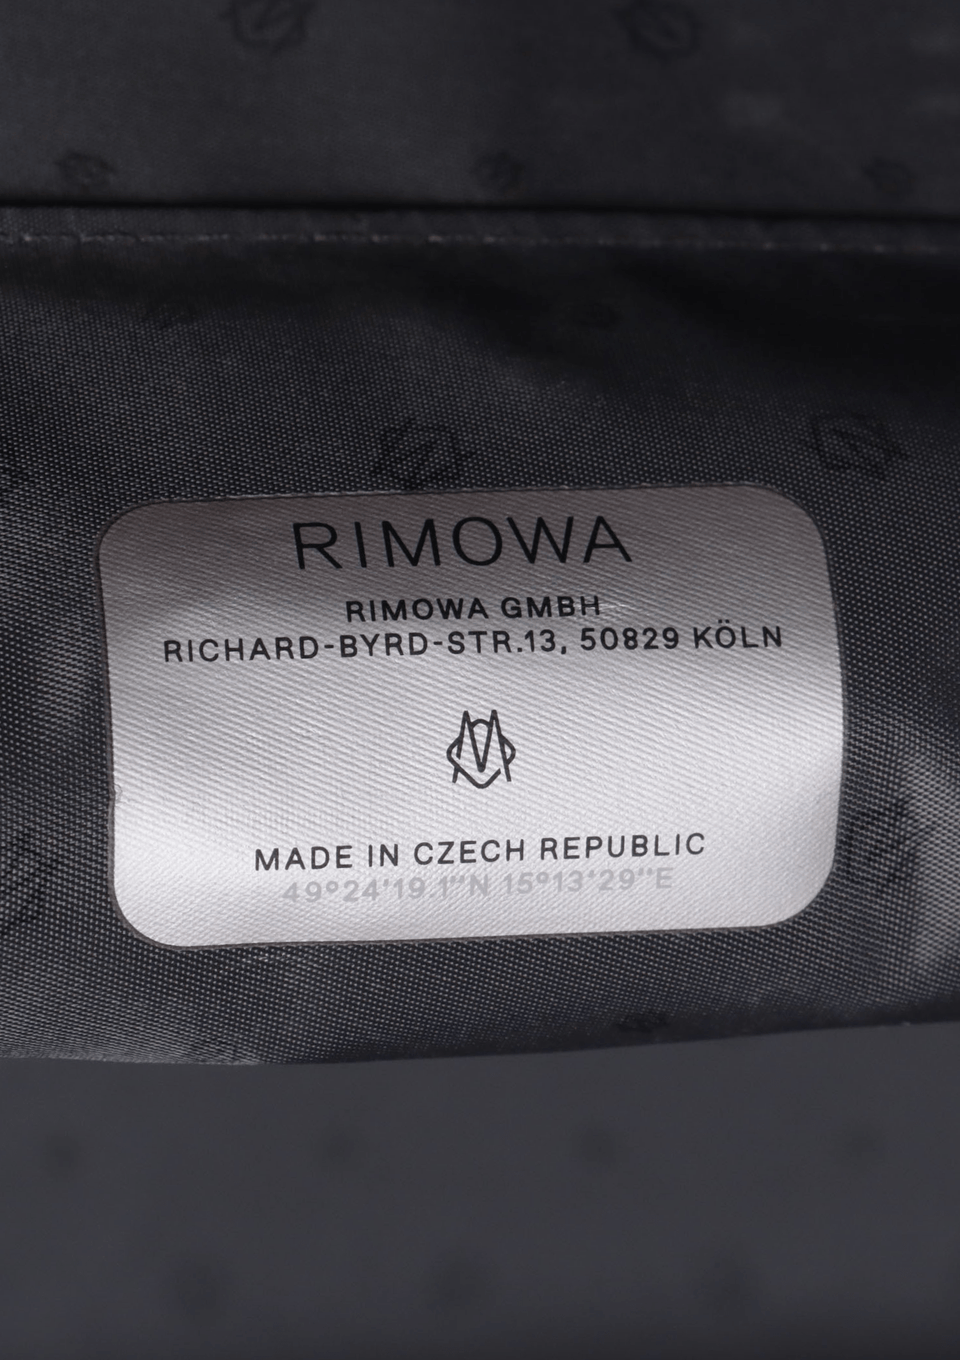 RIMOWA
RIMOWA GMBH
RICHARD-BYRD-STR.13, 50829 KÖLN
MADE IN CZECH REPUBLIC
49°24'19.1"N 15°13'29"E